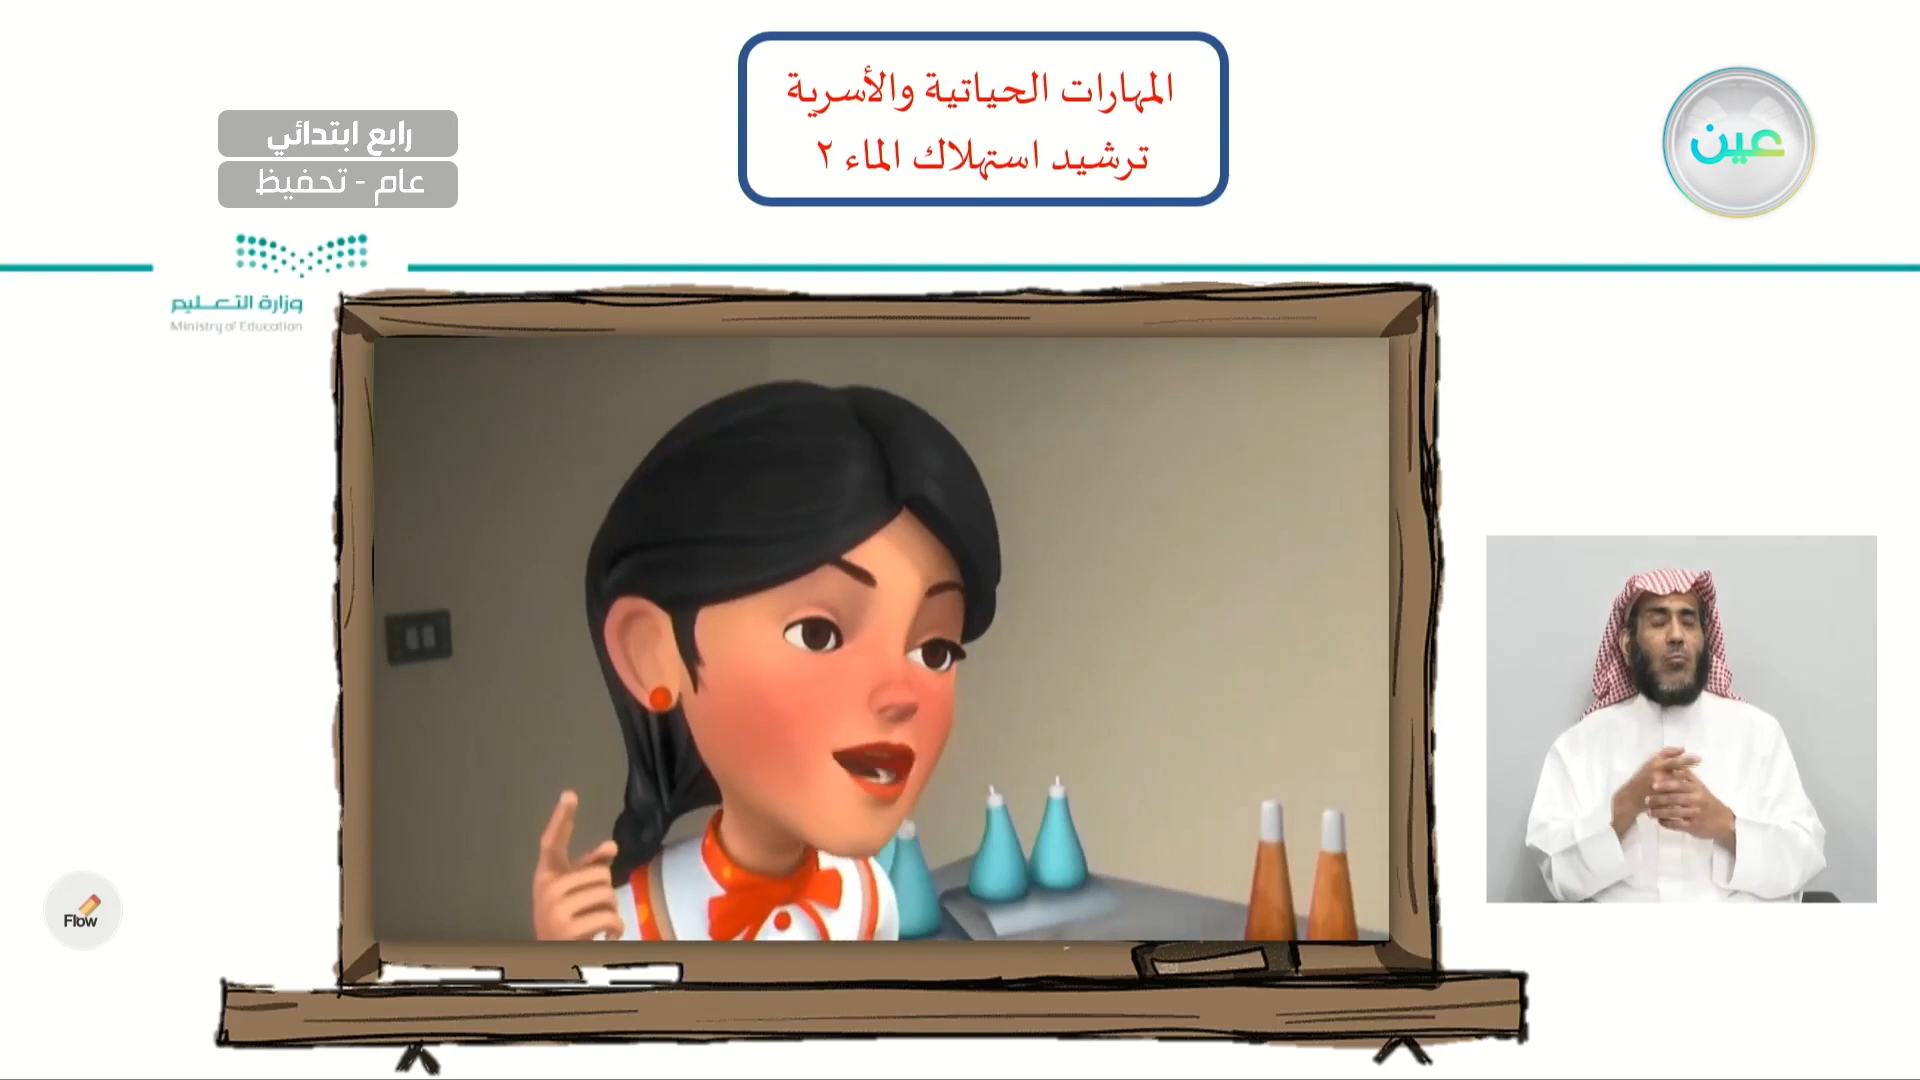 المهارات الحياتية والأسرية
ترشيد استهلاك الماء ٢
رابع ابتدائي
عام - تحفيظ
عين
وزارة التعليم
Ministry of Education
Flow